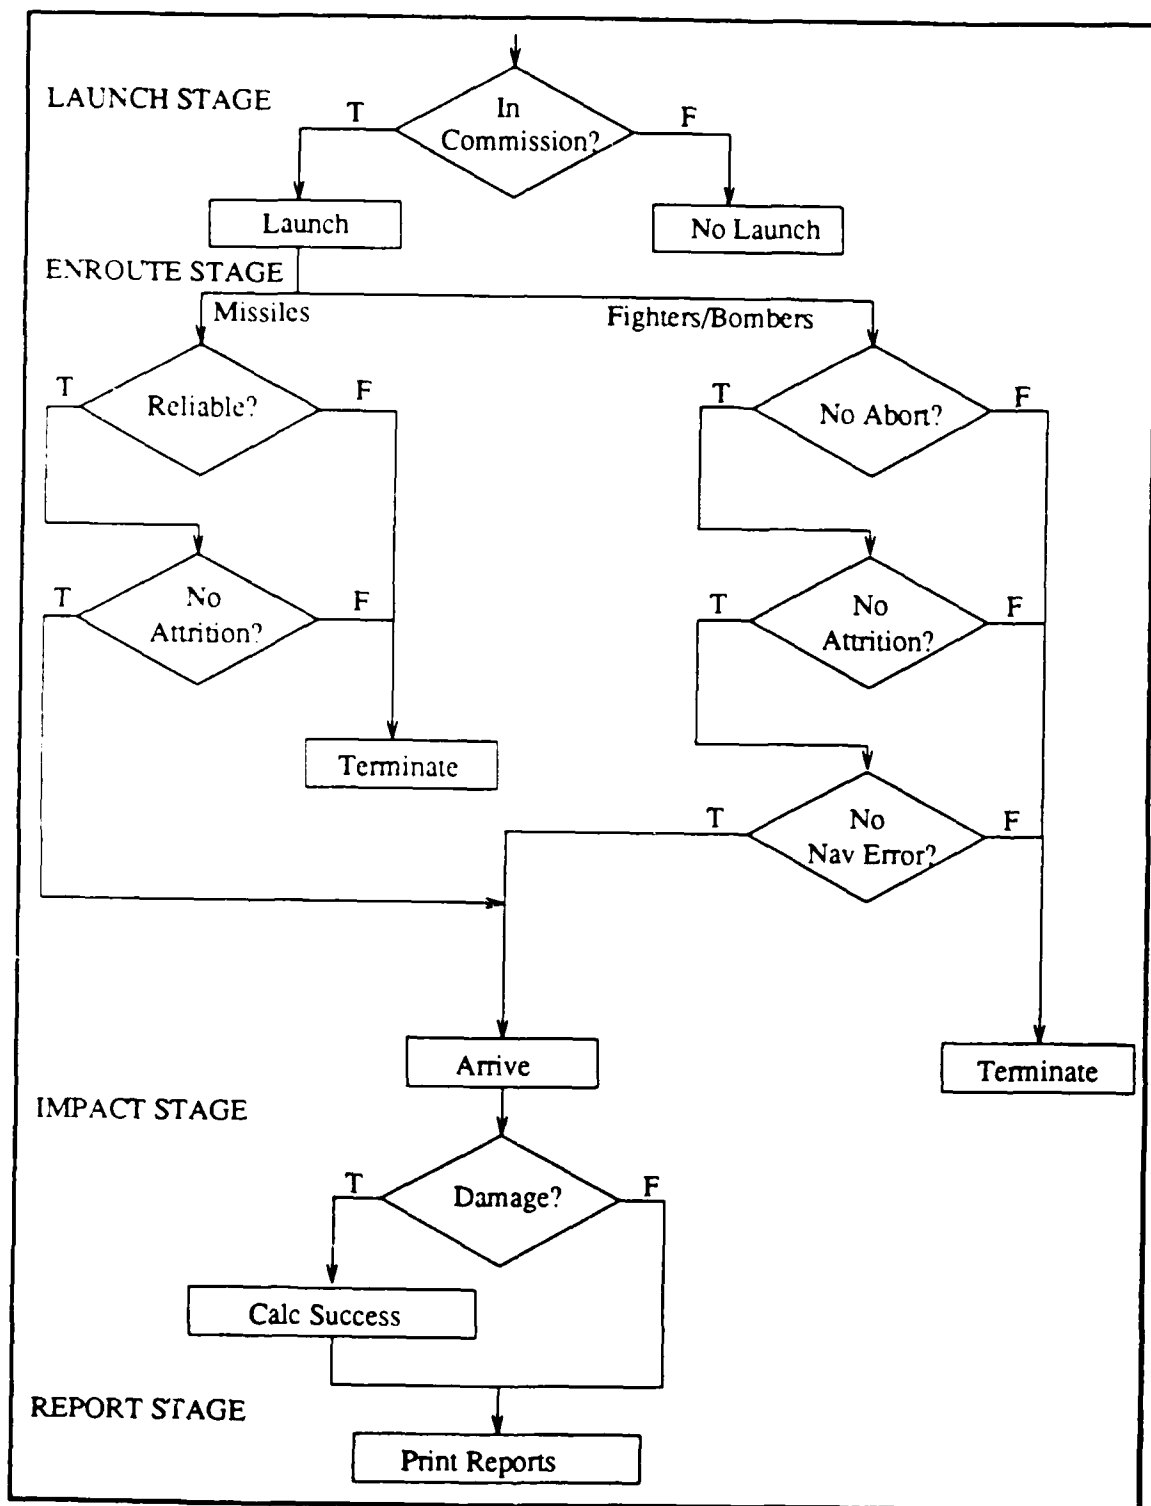 LAUNCH STAGE
T
In
Commission?
F
Launch
No Launch
ENROUTE STAGE
Missiles
Fighters/Bombers
T
Reliable?
F
T
No Abort?
F
T
No
Attrition?
F
T
No
Attrition?
F
Terminate
T
No
Nav Error?
F
Arrive
Terminate
IMPACT STAGE
T
Damage?
F
Calc Success
REPORT STAGE
Print Reports